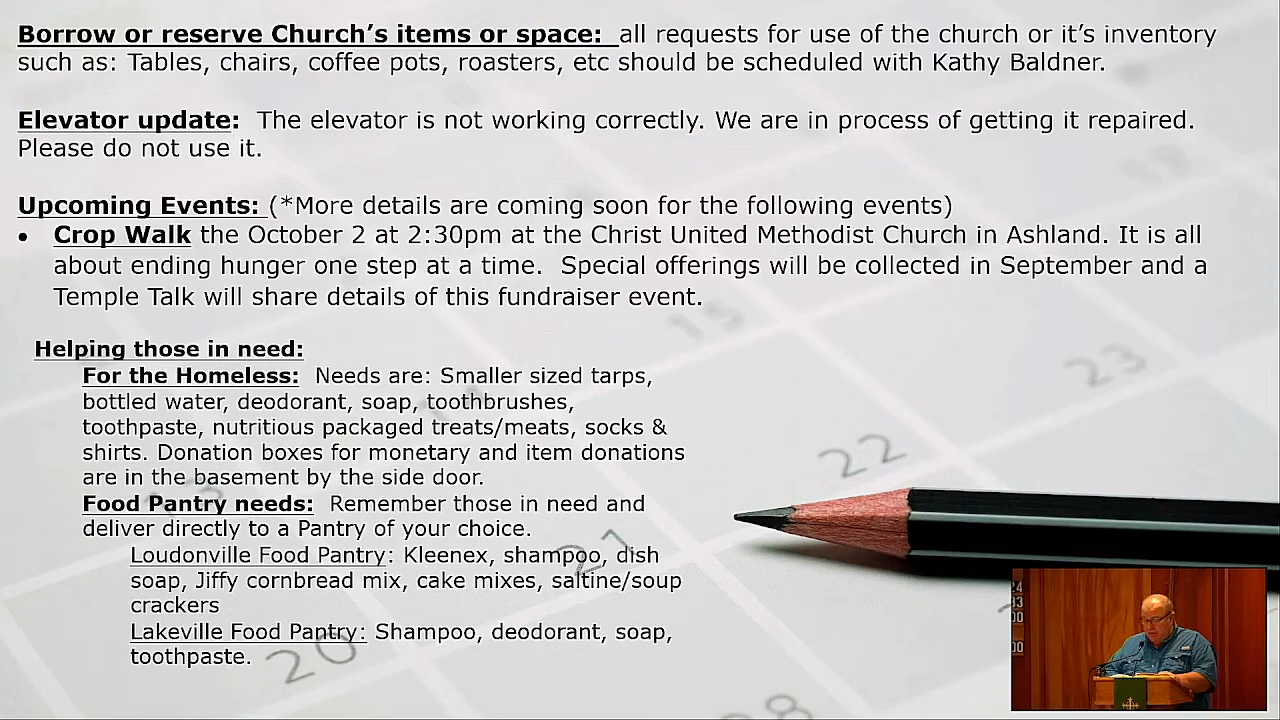 Borrow or reserve Church's items or space: all requests for use of the church or it's inventory
such as: Tables, chairs, coffee pots, roasters, etc should be scheduled with Kathy Baldner.
Elevator update: The elevator is not working correctly. We are in process of getting it repaired.
Please do not use it.
Upcoming Events: (*More details are coming soon for the following events)
• Crop Walk the October 2 at 2:30pm at the Christ United Methodist Church in Ashland. It is all
about ending hunger one step at a time. Special offerings will be collected in September and a
Temple Talk will share details of this fundraiser event.
Helping those in need:
For the Homeless: Needs are: Smaller sized tarps,
bottled water, deodorant, soap, toothbrushes,
toothpaste, nutritious packaged treats/meats, socks &
shirts. Donation boxes for monetary and item donations
are in the basement by the side door.
Food Pantry needs: Remember those in need and
deliver directly to a Pantry of your choice.
Loudonville Food Pantry: Kleenex, shampoo, dish
soap, Jiffy cornbread mix, cake mixes, saltine/soup
crackers
Lakeville Food Pantry: Shampoo, deodorant, soap,
toothpaste.
15
23
22
21
20
28